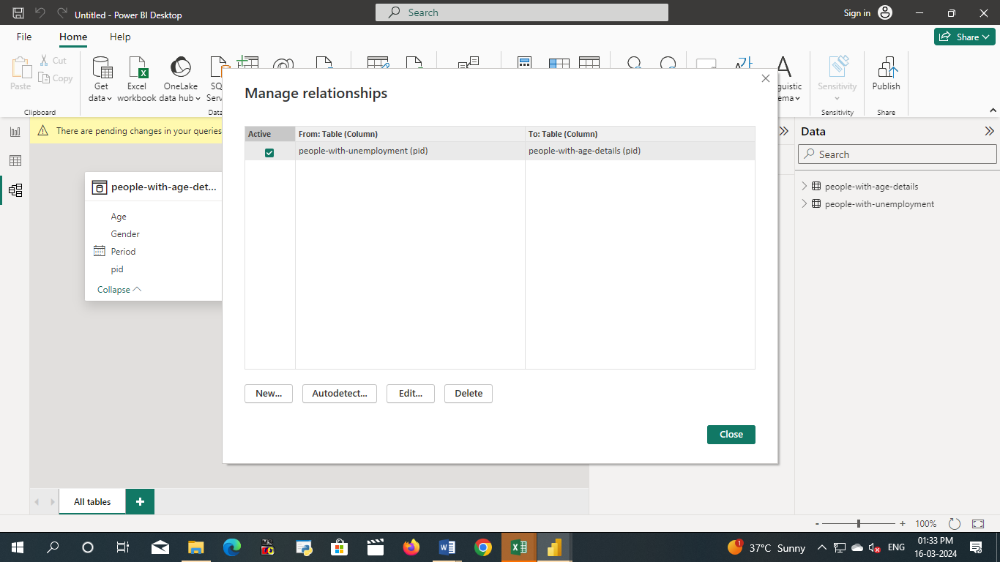 Untitled - Power BI Desktop
Search
Sign in
File
Home
Help
Share
Paste
Cut
Copy
Clipboard
Get
data
Excel
workbook
OneLake
data hub
SQ
Serv
Data
guistic
ema
Sensitivity
Sensitivity
Publish
Share
There are pending changes in your queries
Manage relationships
Active
From: Table (Column)
To: Table (Column)
people-with-unemployment (pid)
people-with-age-details (pid)
New...
Autodetect...
Edit...
Delete
Close
people-with-age-det...
Age
Gender
Period
pid
Collapse
Data
Search
people-with-age-details
people-with-unemployment
All tables
- + 100%
1
37°C Sunny
ENG
01:33 PM
16-03-2024